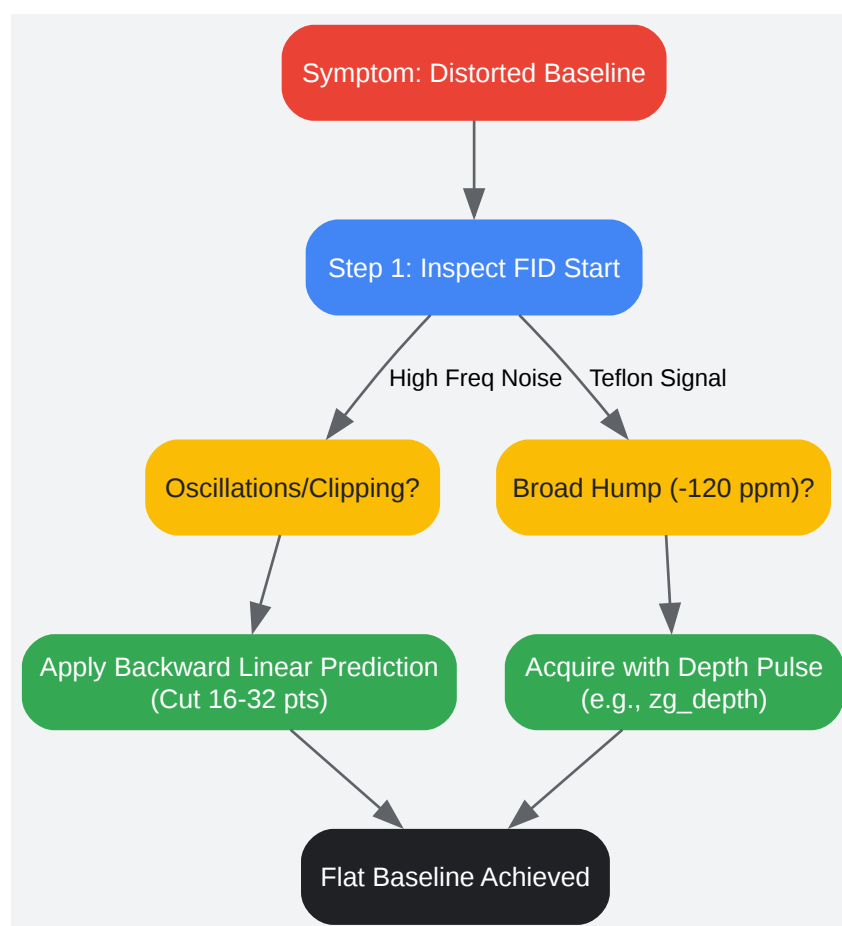 Symptom: Distorted Baseline
Step 1: Inspect FID Start
High Freq Noise
Teflon Signal
Oscillations/Clipping?
Broad Hump (-120 ppm)?
Apply Backward Linear Prediction
(Cut 16-32 pts)
Acquire with Depth Pulse
(e.g., zg_depth)
Flat Baseline Achieved